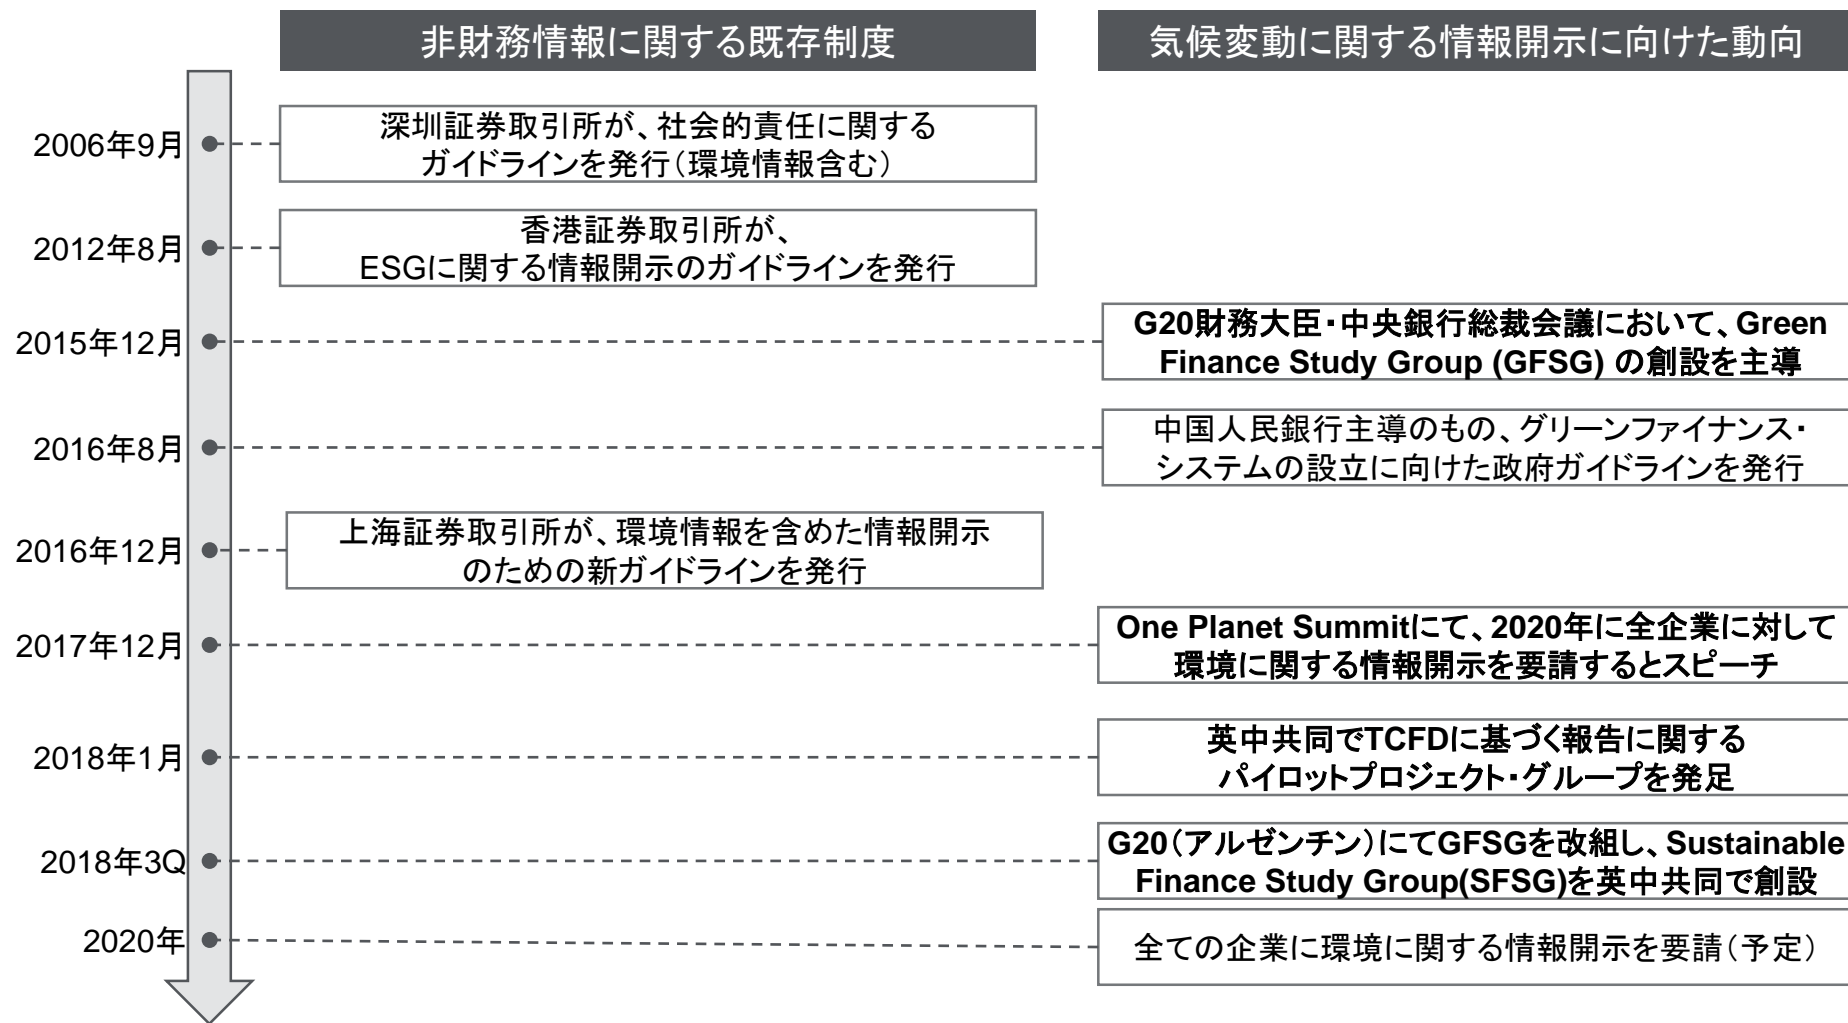 非財務情報に関する既存制度
気候変動に関する情報開示に向けた動向
2006年9月
深圳証券取引所が、社会的責任に関する
ガイドラインを発行（環境情報含む）
2012年8月
香港証券取引所が、
ESGに関する情報開示のガイドラインを発行
2015年12月
G20財務大臣・中央銀行総裁会議において、Green
Finance Study Group (GFSG) の創設を主導
2016年8月
中国人民銀行主導のもの、グリーンファイナンス・
システムの設立に向けた政府ガイドラインを発行
2016年12月
上海証券取引所が、環境情報を含めた情報開示
のための新ガイドラインを発行
2017年12月
One Planet Summitにて、2020年に全企業に対して
環境に関する情報開示を要請するとスピーチ
2018年1月
英中共同でTCFDに基づく報告に関する
パイロットプロジェクト・グループを発足
2018年3Q
G20（アルゼンチン）にてGFSGを改組し、Sustainable
Finance Study Group(SFSG)を英中共同で創設
2020年
全ての企業に環境に関する情報開示を要請（予定）